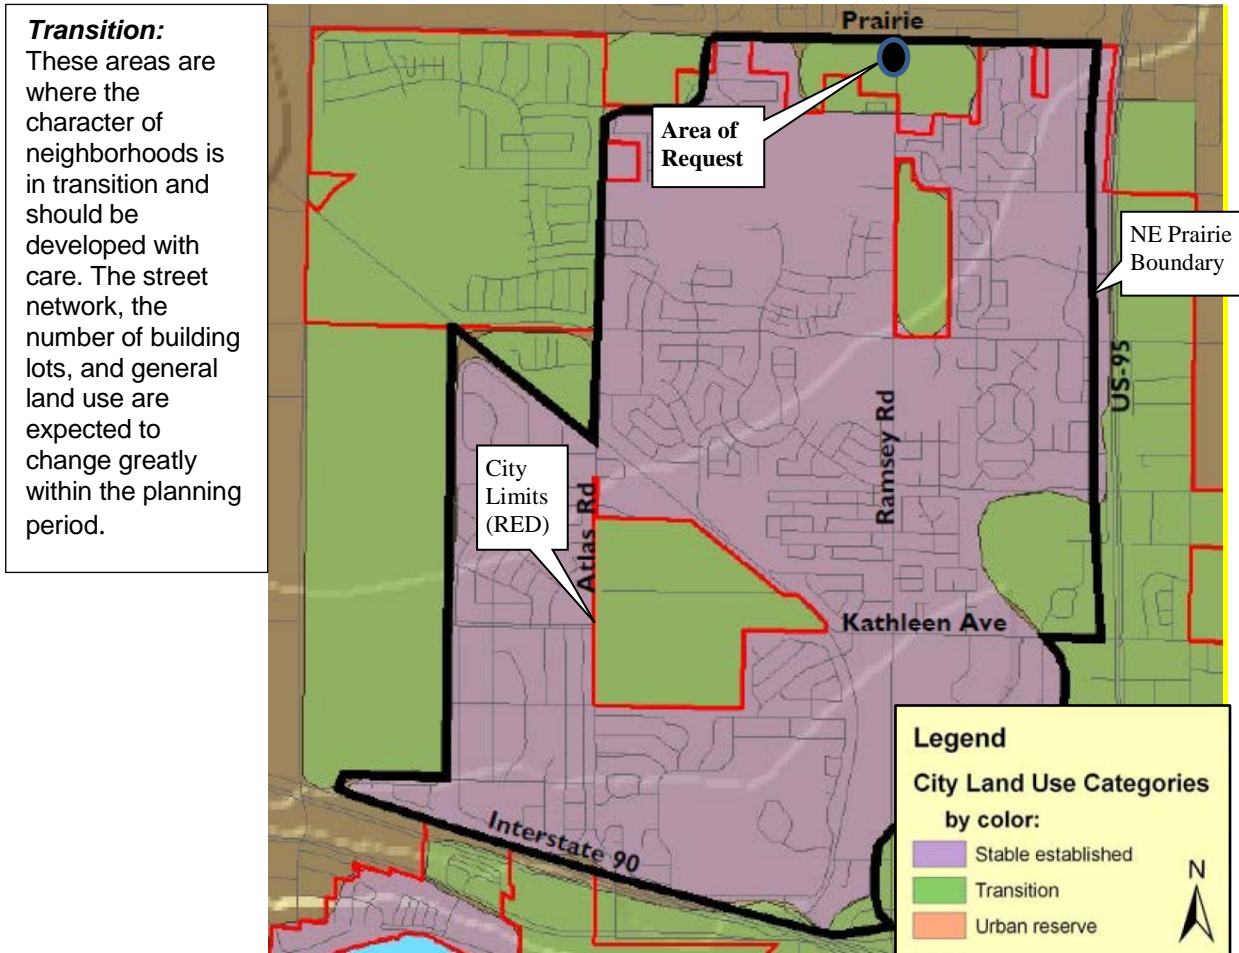 Transition:
These areas are
where the
character of
neighborhoods is
in transition and
should be
developed with
care. The street
network, the
number of building
lots, and general
land use are
expected to
change greatly
within the planning
period.
Prairie
Area of
Request
NE Prairie
Boundary
US-95
City
Limits
(RED)
Atlas Rd
Ramsey Rd
Kathleen Ave
Interstate 90
Legend
City Land Use Categories
by color:
Stable established
Transition
Urban reserve
N